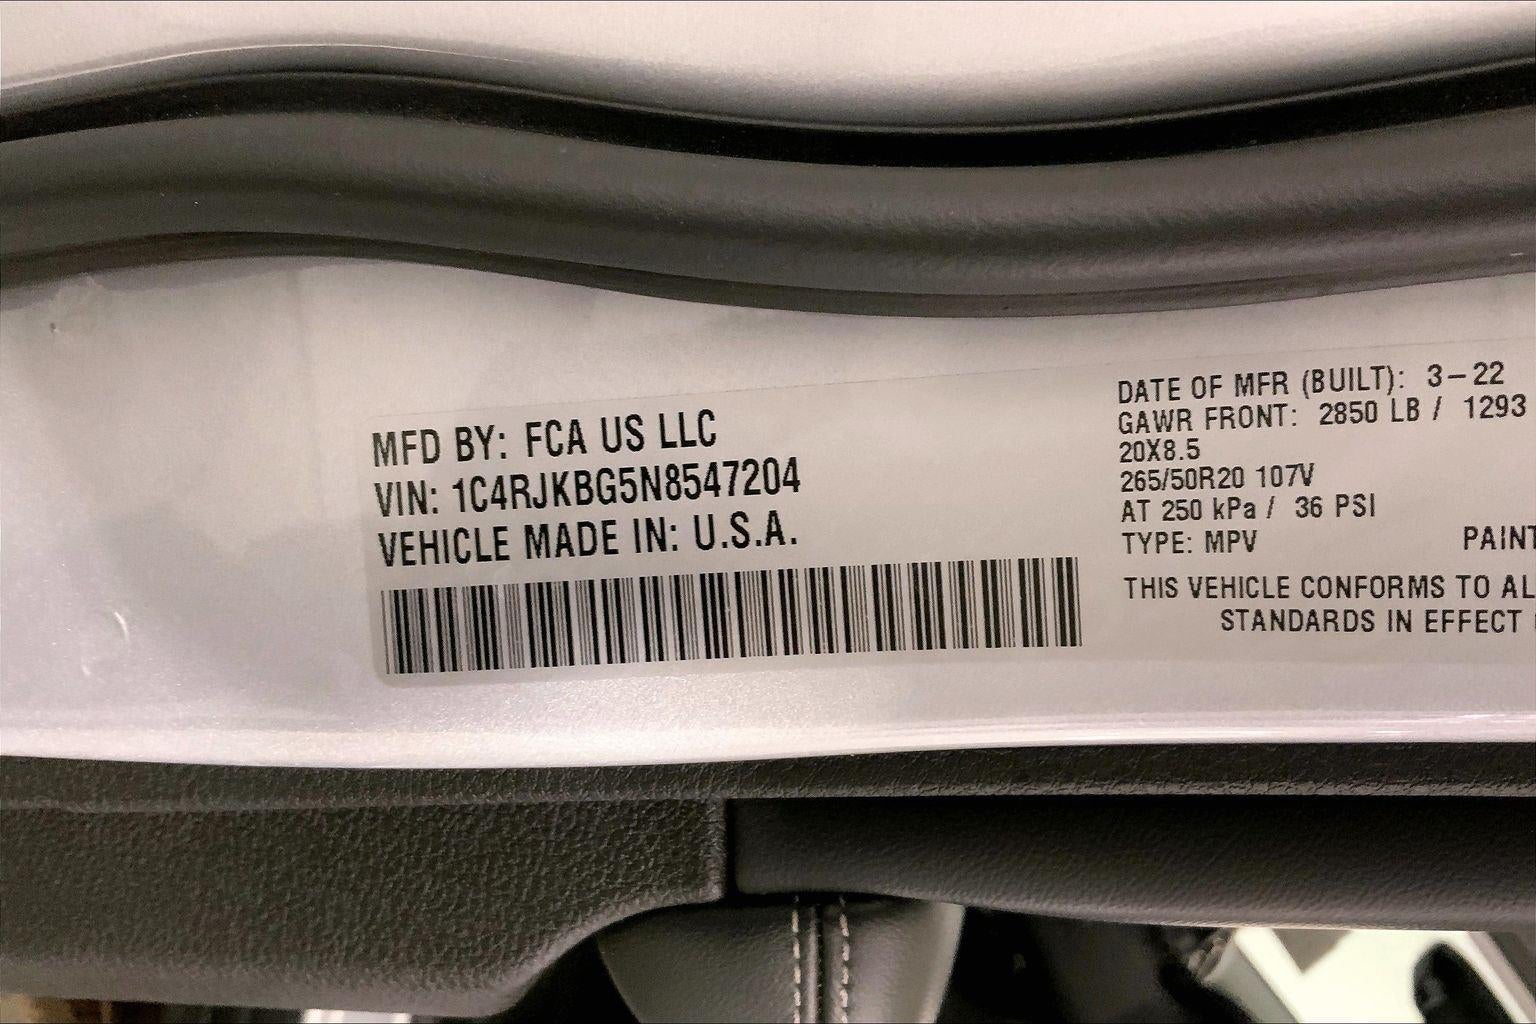 MFD BY: FCA US LLC
VIN: 1C4RJKBG5N8547204
VEHICLE MADE IN: U.S.A.
DATE OF MFR (BUILT): 3-22
GAWR FRONT: 2850 LB / 1293
20X8.5
265/50R20 107V
AT 250 kPa / 36 PSI
TYPE: MPV PAINT
THIS VEHICLE CONFORMS TO AL
STANDARDS IN EFFECT